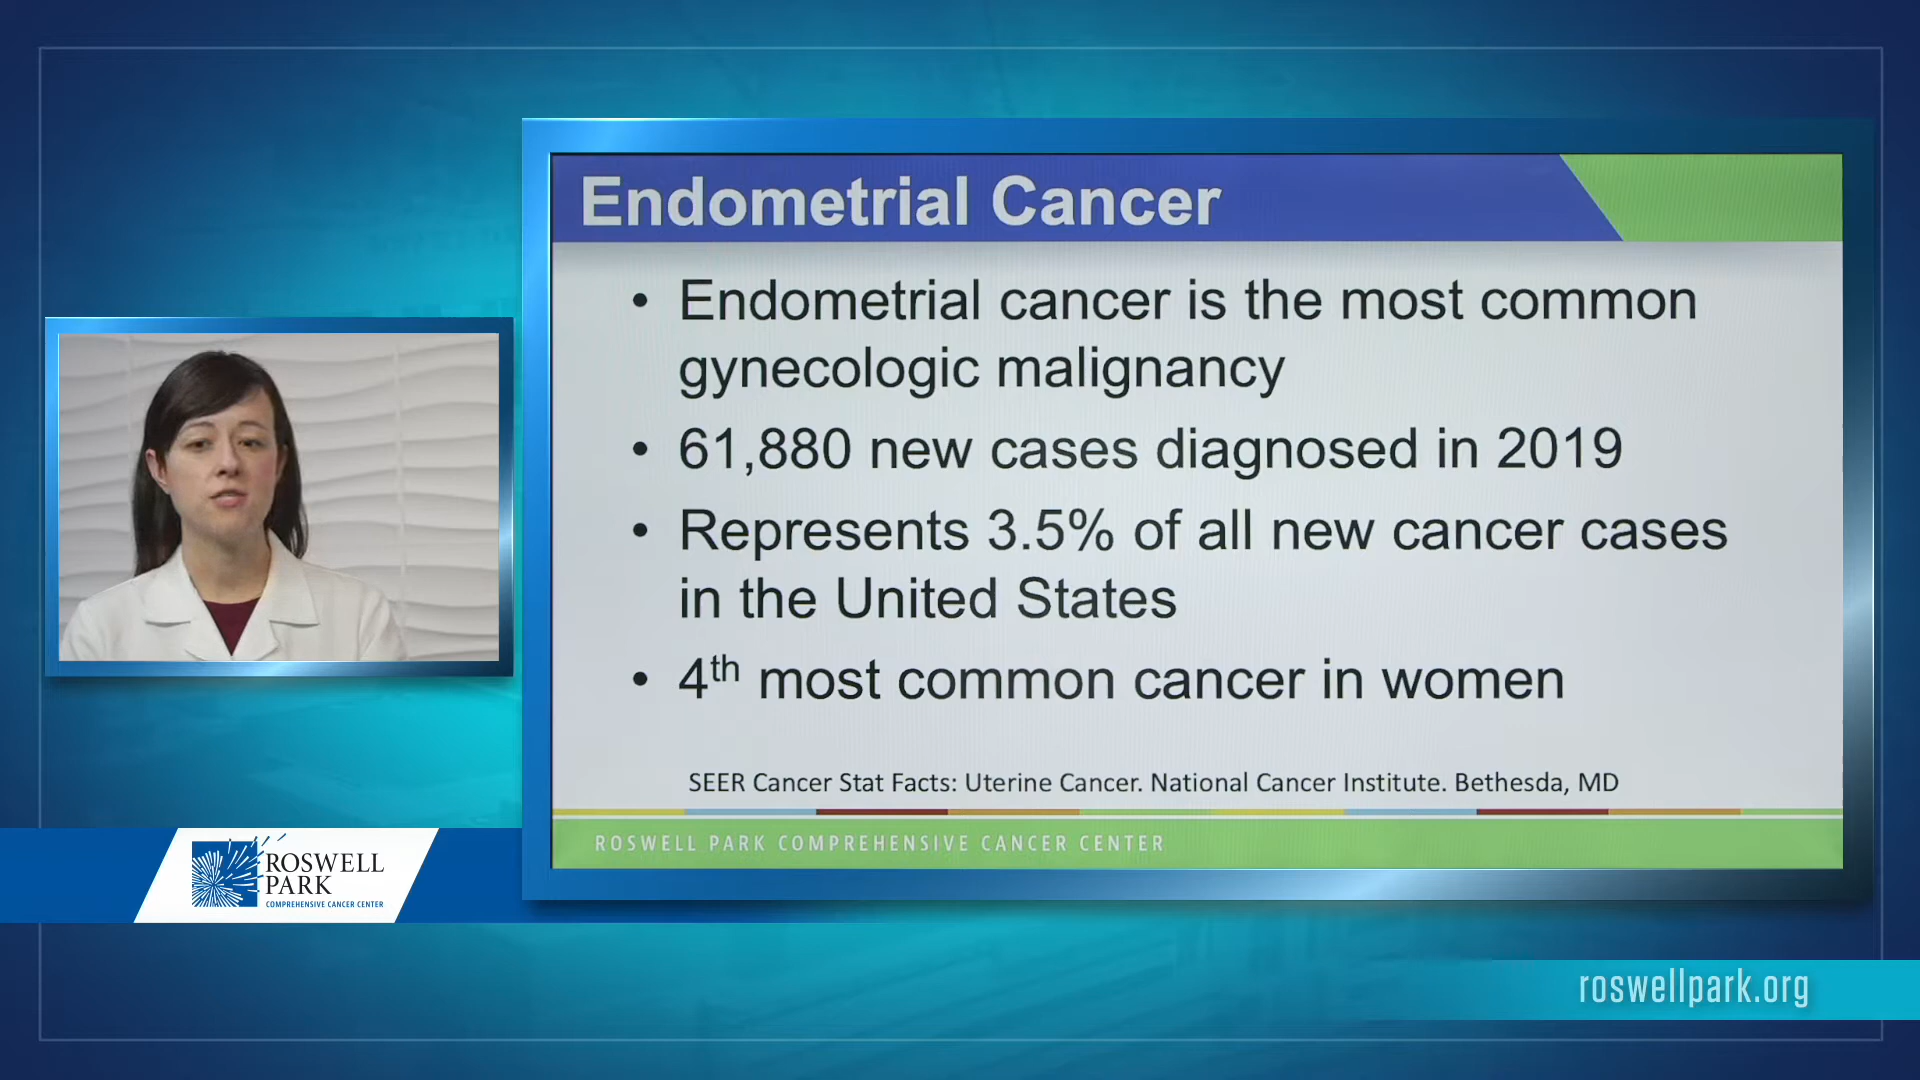 Endometrial Cancer
• Endometrial cancer is the most common
gynecologic malignancy
• 61,880 new cases diagnosed in 2019
• Represents 3.5% of all new cancer cases
in the United States
• 4th most common cancer in women
SEER Cancer Stat Facts: Uterine Cancer. National Cancer Institute. Bethesda, MD
ROSWELL PARK COMPREHENSIVE CANCER CENTER
ROSWELL
PARK
COMPREHENSIVE CANCER CENTER
roswellpark.org